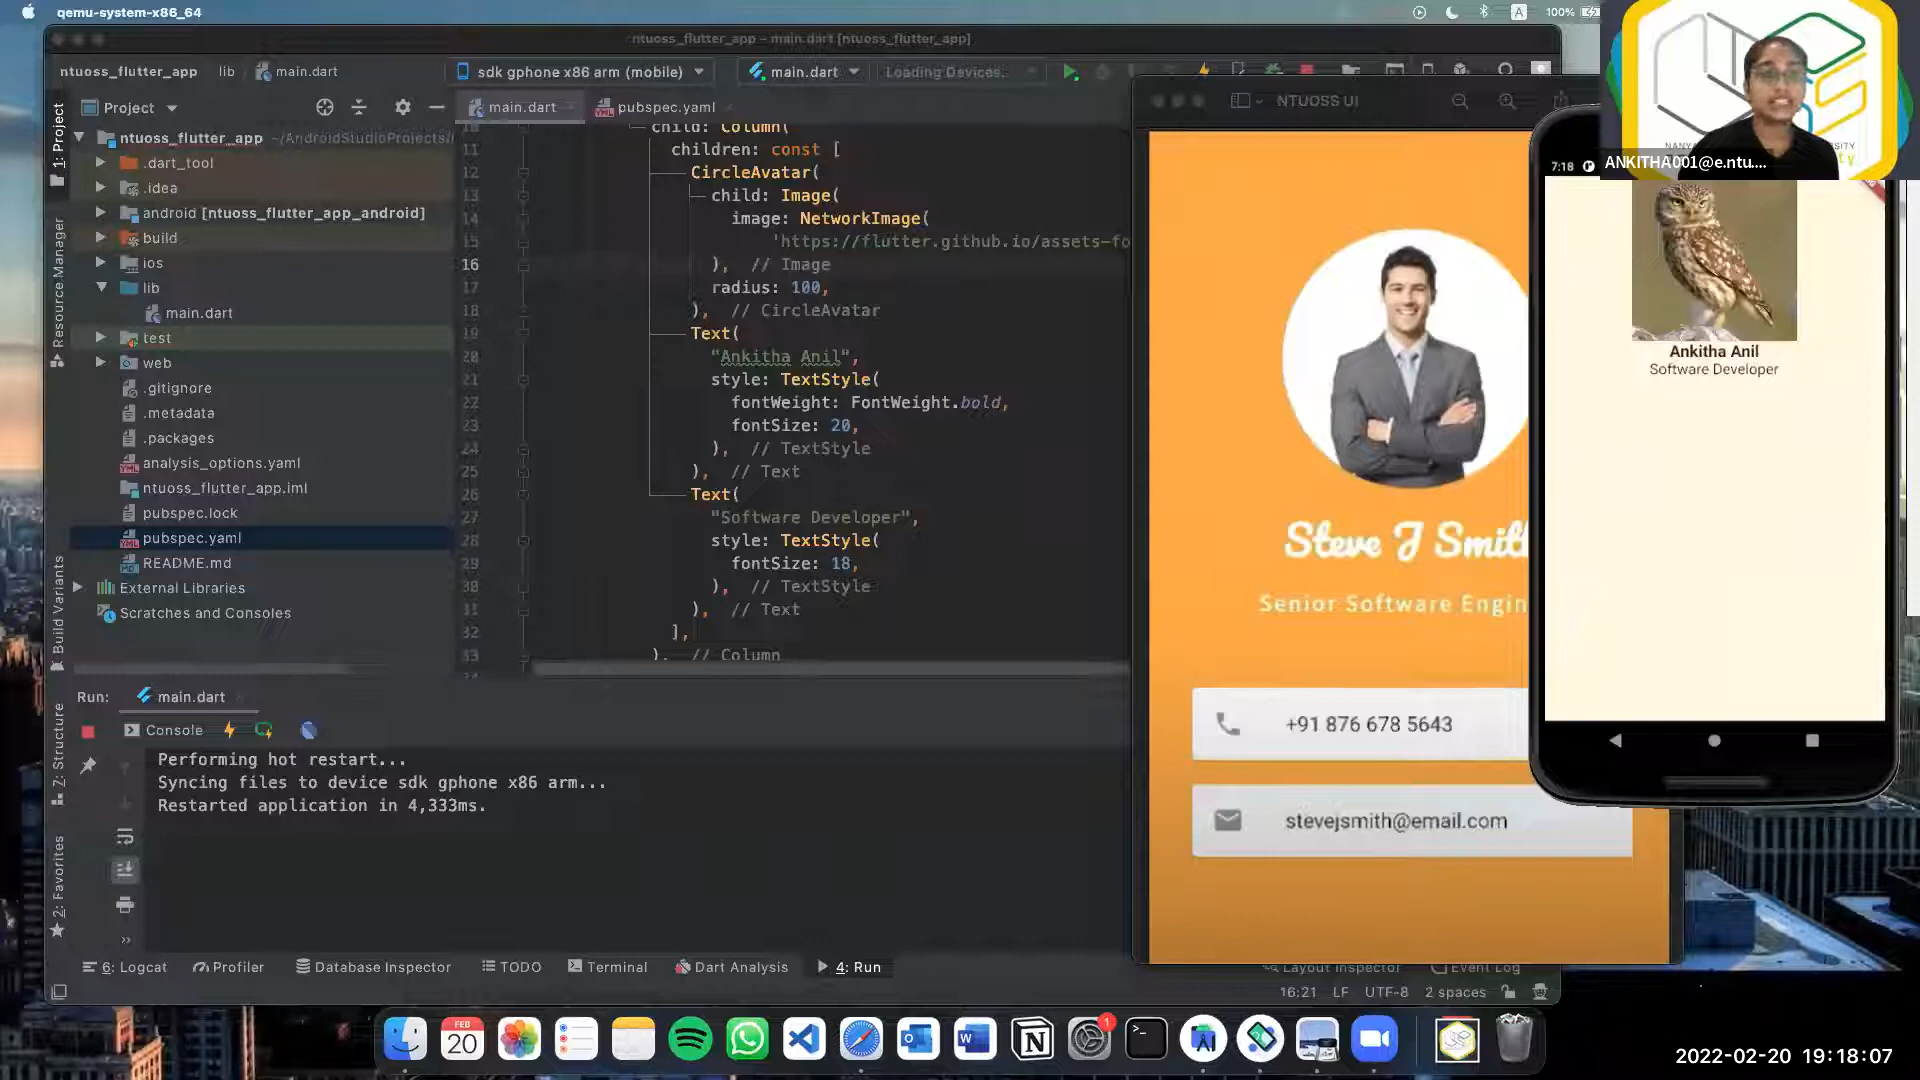 qemu-system-x86_64
A
100%
ntuoss_flutter_app – main.dart [ntuoss_flutter_app]
ntuoss_flutter_app
lib
main.dart
sdk gphone x86 arm (mobile)
main.dart
Loading Devices.
Project
main.dart
pubspec.yaml
1: Project
Resource Manager
Build Variants
7: Structure
2: Favorites
ntuoss_flutter_app ~/AndroidStudioProjects/
.dart_tool
.idea
android [ntuoss_flutter_app_android]
build
ios
lib
main.dart
test
web
.gitignore
.metadata
.packages
analysis_options.yaml
ntuoss_flutter_app.iml
pubspec.lock
pubspec.yaml
README.md
External Libraries
Scratches and Consoles
10 child: Column(
11 children: const [
12 CircleAvatar(
13 child: Image(
14 image: NetworkImage(
15 'https://flutter.github.io/assets-fo
16 ), // Image
17 radius: 100,
18 ), // CircleAvatar
19 Text(
20 "Ankitha Anil",
21 style: TextStyle(
22 fontWeight: FontWeight.bold,
23 fontSize: 20,
24 ), // TextStyle
25 ), // Text
26 Text(
27 "Software Developer",
28 style: TextStyle(
29 fontSize: 18,
30 ), // TextStyle
31 ), // Text
32 ],
33 ), // Column
Run:
main.dart
Console
Performing hot restart...
Syncing files to device sdk gphone x86 arm...
Restarted application in 4,333ms.
6: Logcat
Profiler
Database Inspector
TODO
Terminal
Dart Analysis
4: Run
Layout Inspector
Event Log
16:21
LF
UTF-8
2 spaces
NTUOSS UI
Steve J Smit
Senior Software Engin
+91 876 678 5643
stevejsmith@email.com
7:18
ANKITHA001@e.ntu....
Ankitha Anil
Software Developer
FEB
20
1
2022-02-20 19:18:07